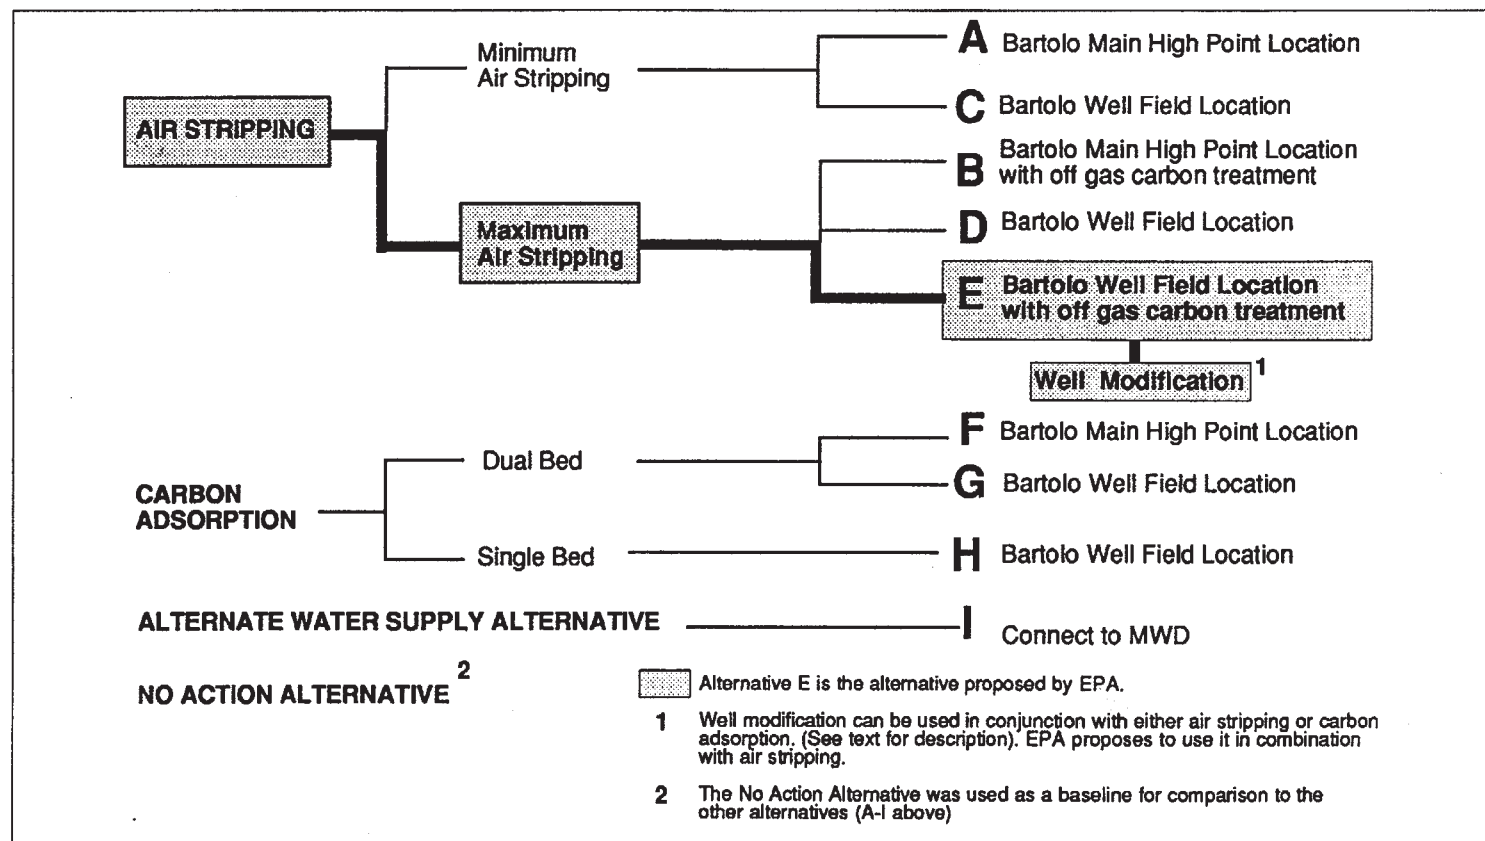 Minimum
Air Stripping
A Bartolo Main High Point Location
C Bartolo Well Field Location
AIR STRIPPING
B Bartolo Main High Point Location
with off gas carbon treatment
Maximum
Air Stripping
D Bartolo Well Field Location
E Bartolo Well Field Location
with off gas carbon treatment
Well Modification 1
CARBON
ADSORPTION
Dual Bed
F Bartolo Main High Point Location
G Bartolo Well Field Location
Single Bed
H Bartolo Well Field Location
ALTERNATE WATER SUPPLY ALTERNATIVE
I Connect to MWD
NO ACTION ALTERNATIVE 2
Alternative E is the alternative proposed by EPA.
1 Well modification can be used in conjunction with either air stripping or carbon
adsorption. (See text for description). EPA proposes to use it in combination
with air stripping.
2 The No Action Alternative was used as a baseline for comparison to the
other alternatives (A-I above)